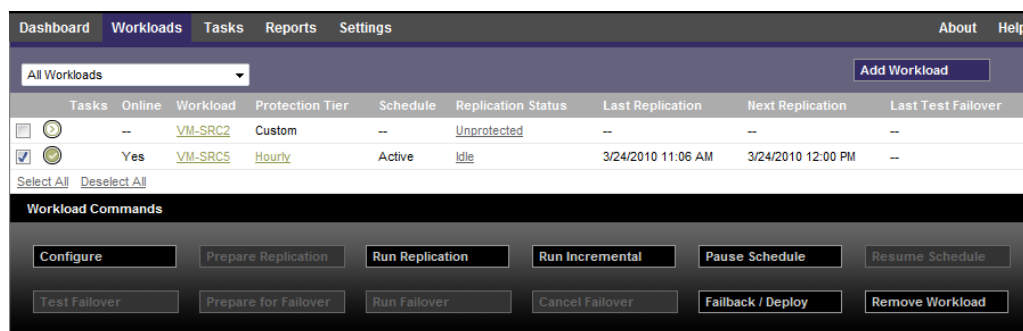 Dashboard Workloads Tasks Reports Settings About Help
All Workloads Add Workload
Tasks Online Workload Protection Tier Schedule Replication Status Last Replication Next Replication Last Test Failover
-- VM-SRC2 Custom -- Unprotected -- -- --
Yes VM-SRC5 Hourly Active Idle 3/24/2010 11:06 AM 3/24/2010 12:00 PM --
Select All Deselect All
Workload Commands
Configure Prepare Replication Run Replication Run Incremental Pause Schedule Resume Schedule
Test Failover Prepare for Failover Run Failover Cancel Failover Failback / Deploy Remove Workload